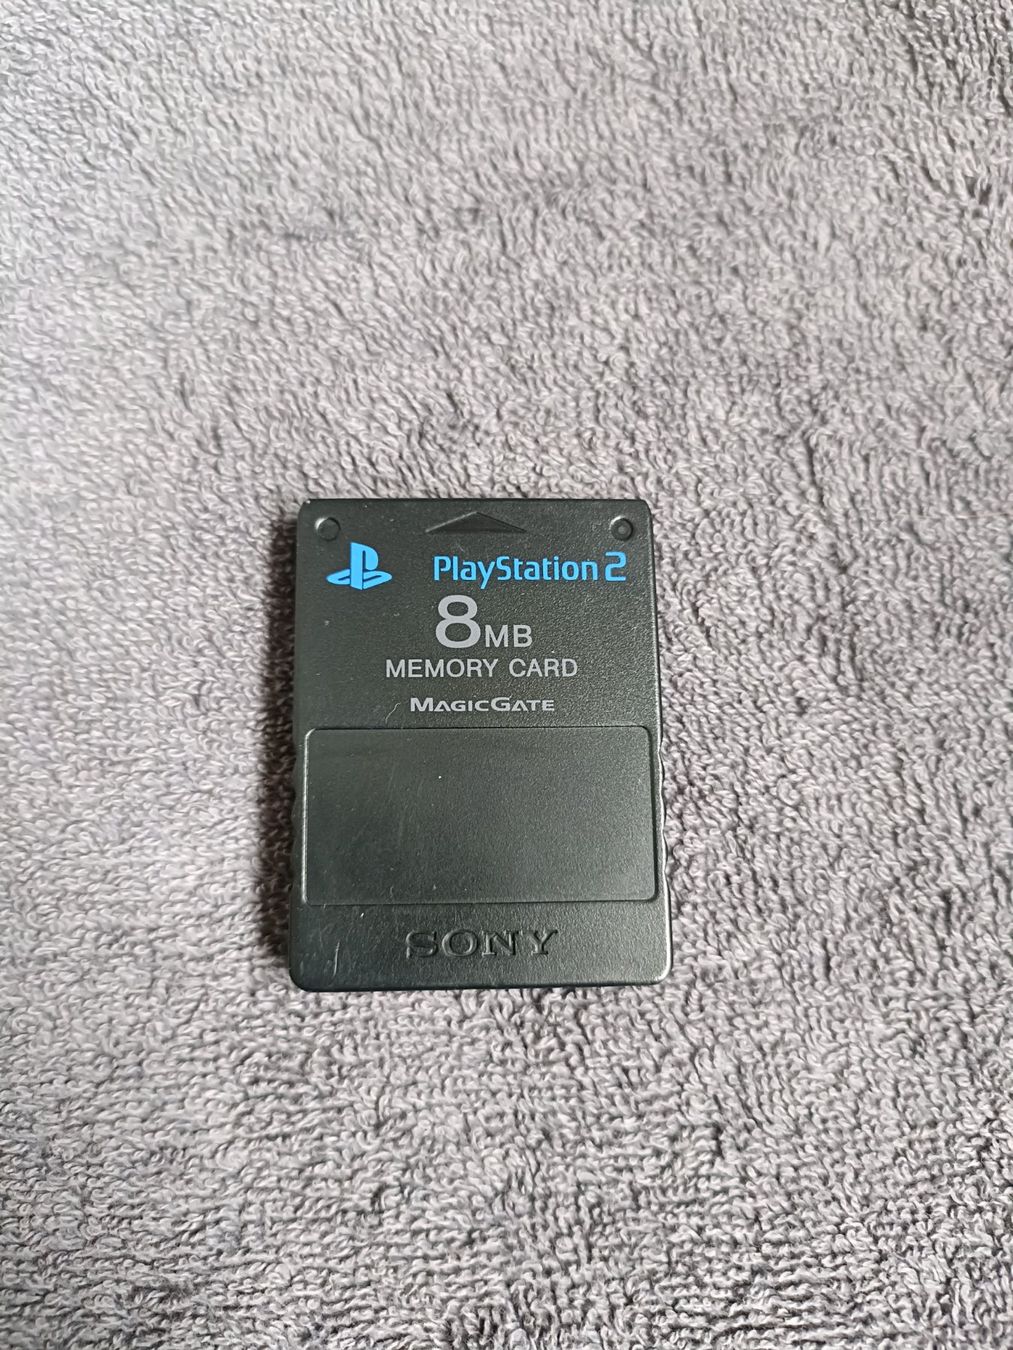 PlayStation 2
8MB
MEMORY CARD
MAGICGATE
SONY